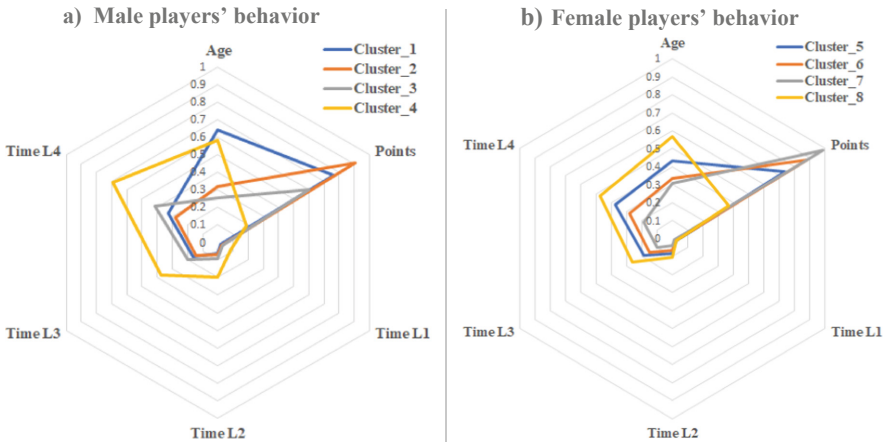 a) Male players’ behavior
Age
Cluster_1
Cluster_2
Cluster_3
Cluster_4
1
0.9
0.8
0.7
0.6
0.5
0.4
0.3
0.2
0.1
0
Points
Time L1
Time L2
Time L3
Time L4
b) Female players’ behavior
Age
Cluster_5
Cluster_6
Cluster_7
Cluster_8
1
0.9
0.8
0.7
0.6
0.5
0.4
0.3
0.2
0.1
0
Points
Time L1
Time L2
Time L3
Time L4